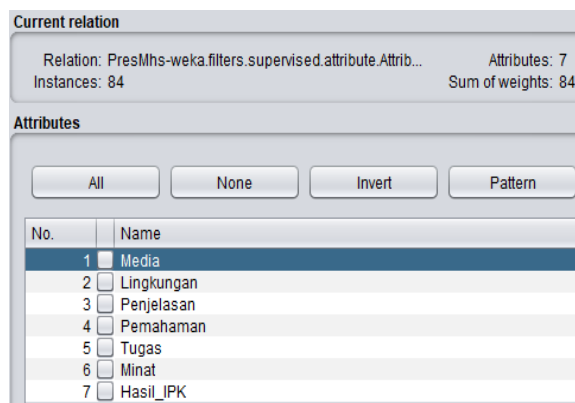 Current relation
Relation: PresMhs-weka.filters.supervised.attribute.Attrib... Attributes: 7
Instances: 84 Sum of weights: 84
Attributes
All None Invert Pattern
No. Name
1 Media
2 Lingkungan
3 Penjelasan
4 Pemahaman
5 Tugas
6 Minat
7 Hasil_IPK